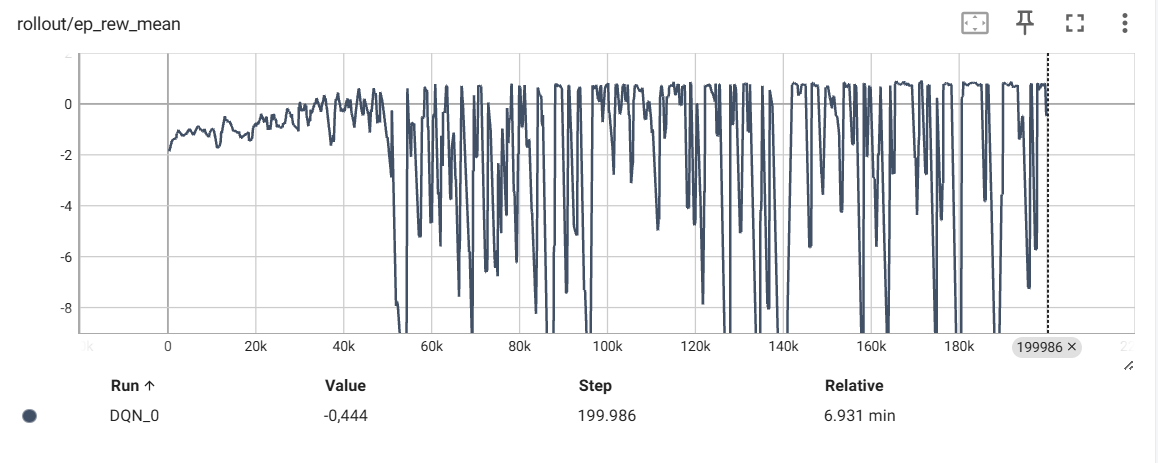 rollout/ep_rew_mean
0
-2
-4
-6
-8
0 20k 40k 60k 80k 100k 120k 140k 160k 180k 199986 ×
Run ↑ Value Step Relative
DQN_0 -0,444 199.986 6.931 min